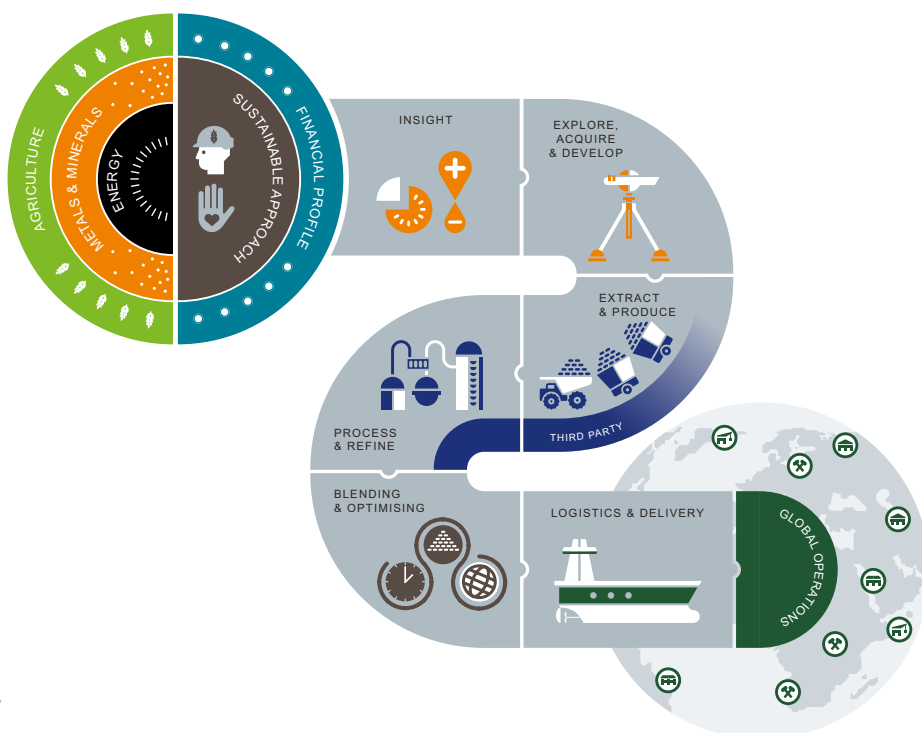 AGRICULTURE
METALS & MINERALS
ENERGY
SUSTAINABLE APPROACH
FINANCIAL PROFILE
INSIGHT
EXPLORE,
ACQUIRE
& DEVELOP
EXTRACT
& PRODUCE
THIRD PARTY
PROCESS
& REFINE
BLENDING
& OPTIMISING
LOGISTICS & DELIVERY
GLOBAL OPERATIONS